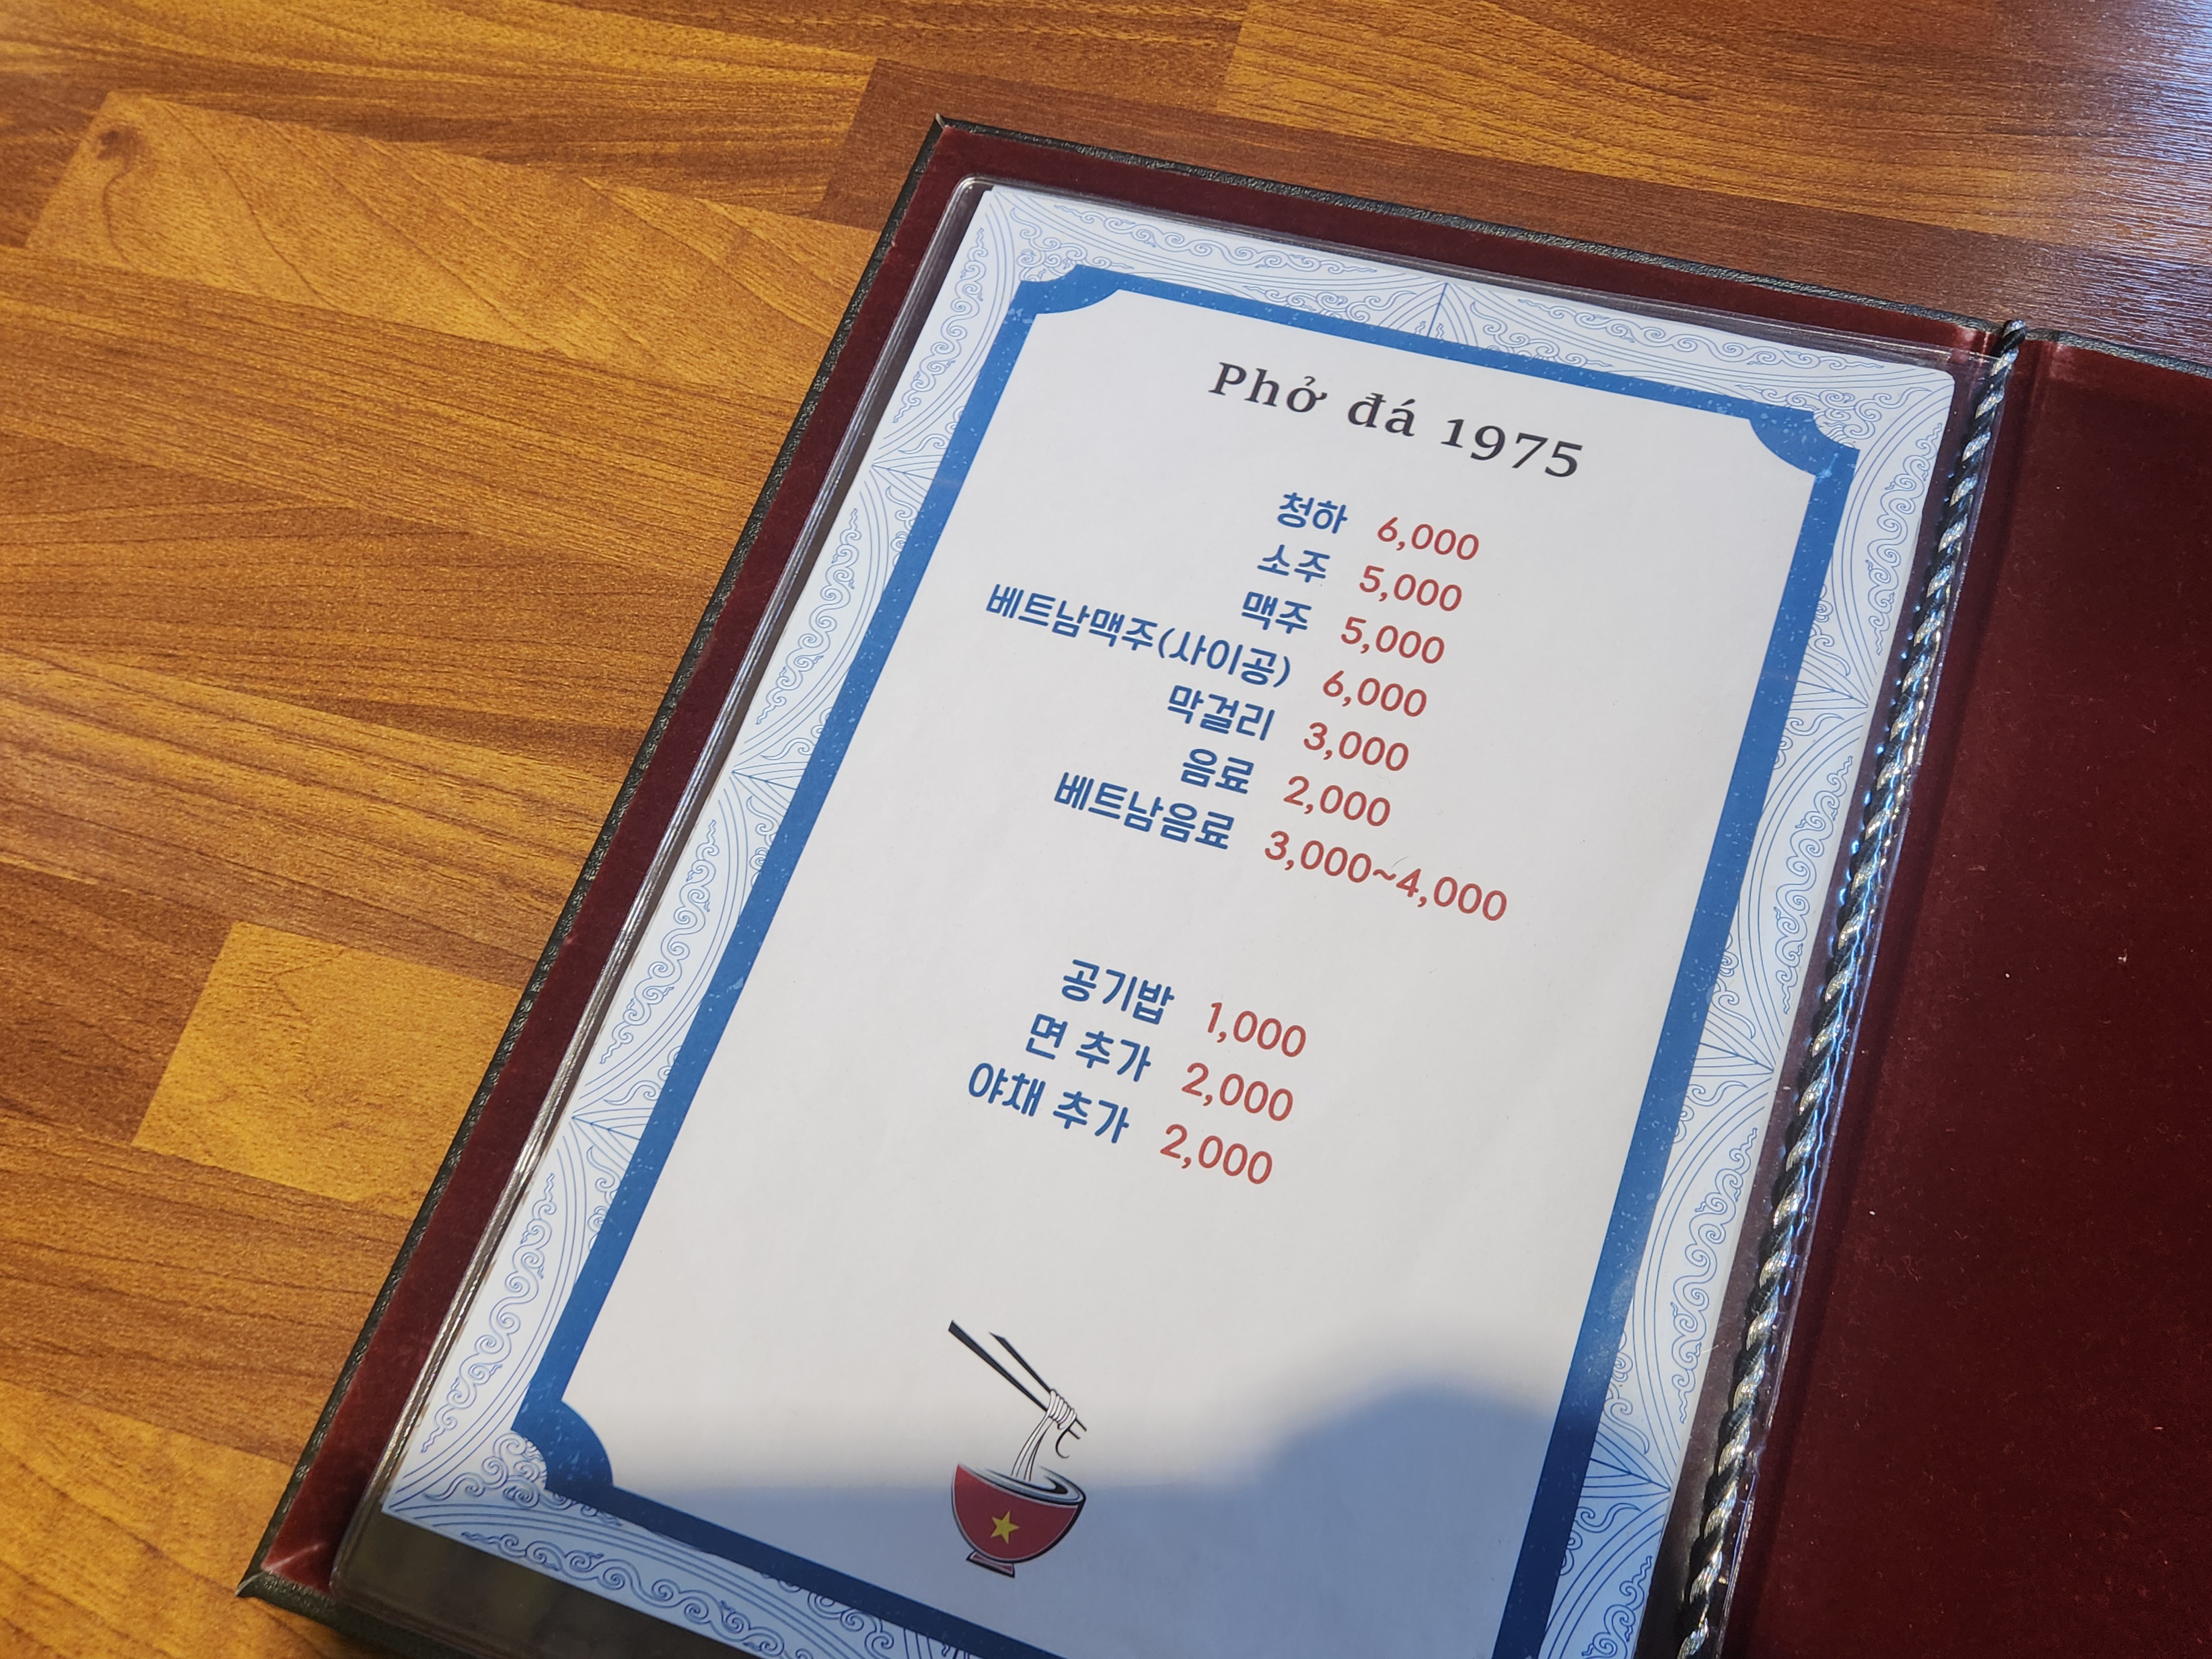 Phở đá 1975
청하 6,000
소주 5,000
맥주 5,000
베트남맥주(사이공) 6,000
막걸리 3,000
음료 2,000
베트남음료 3,000~4,000
공기밥 1,000
면 추가 2,000
야채 추가 2,000